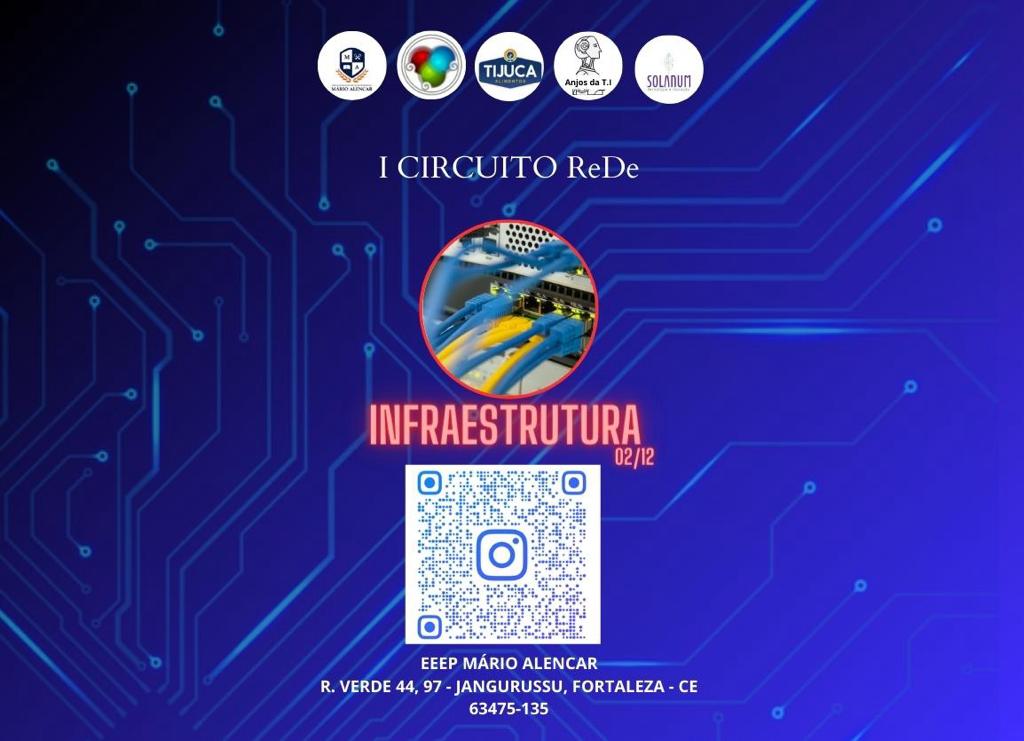 M A
MÁRIO ALENCAR
TIJUCA
ALIMENTOS
Anjos da T.I
SOLANUM
I CIRCUITO ReDe
INFRAESTRUTURA
02/12
EEEP MÁRIO ALENCAR
R. VERDE 44, 97 - JANGURUSSU, FORTALEZA - CE
63475-135